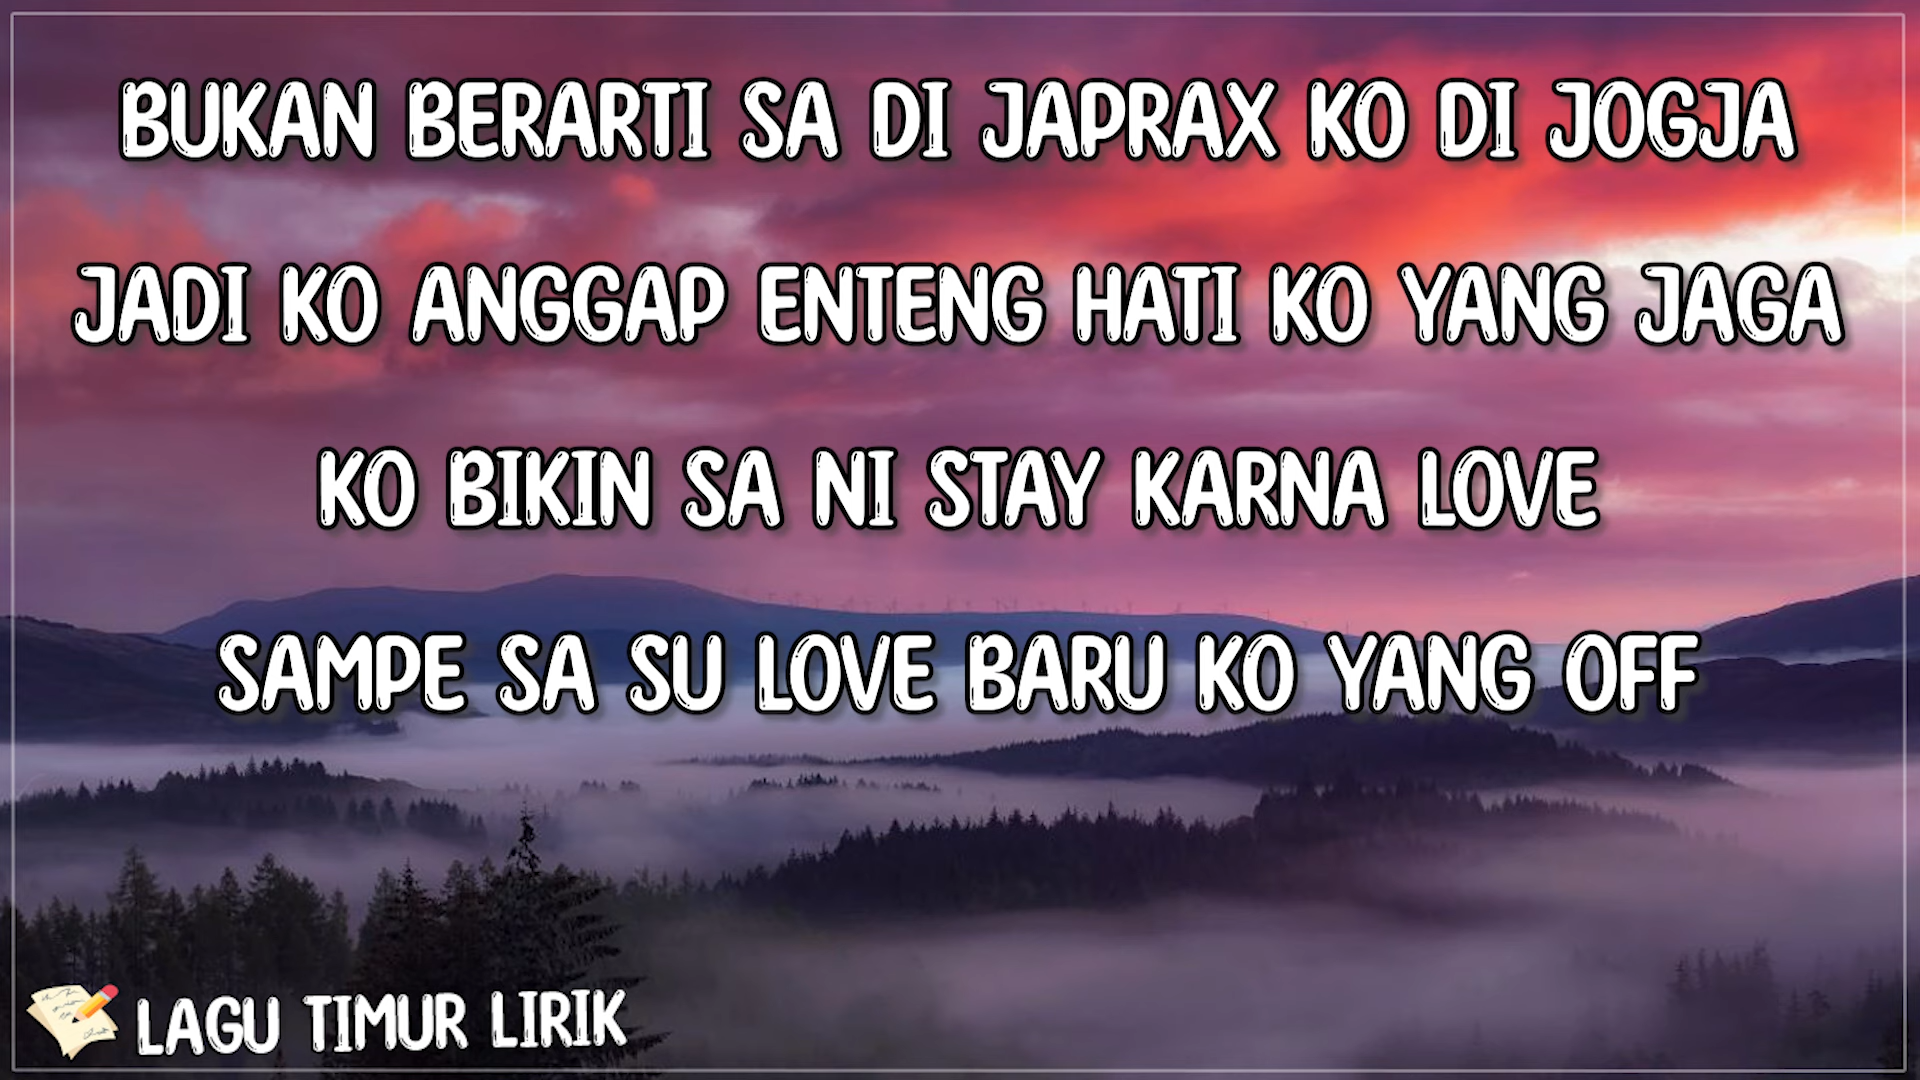 BUKAN BERARTI SA DI JAPRAX KO DI JOGJA
JADI KO ANGGAP ENTENG HATI KO YANG JAGA
KO BIKIN SA NI STAY KARNA LOVE
SAMPE SA SU LOVE BARU KO YANG OFF
LAGU TIMUR LIRIK